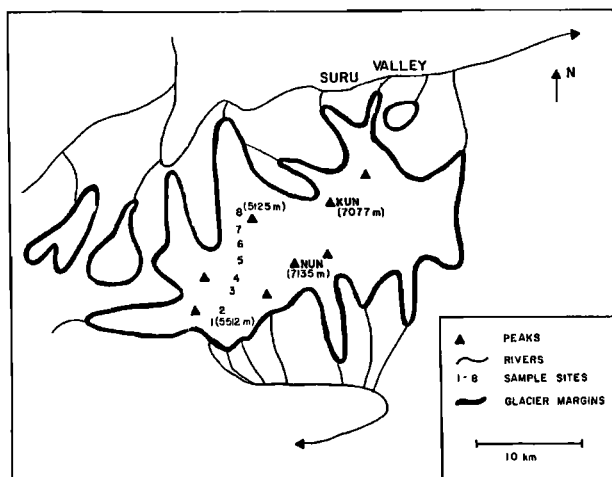 SURU VALLEY
N
KUN
(7077 m)
8 (5125 m)
7
6
5
NUN
(7135 m)
4
3
2
1 (5512 m)
PEAKS
RIVERS
1-8 SAMPLE SITES
GLACIER MARGINS
10 km